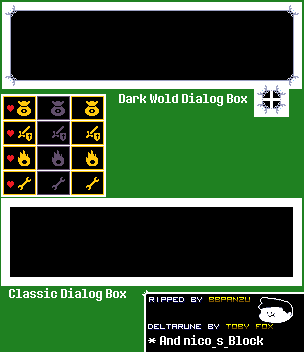 Dark Wold Dialog Box
Classic Dialog Box
RIPPED BY SEPANZU
DELTARUNE BY TOBY FOX
* And nico_s_Block